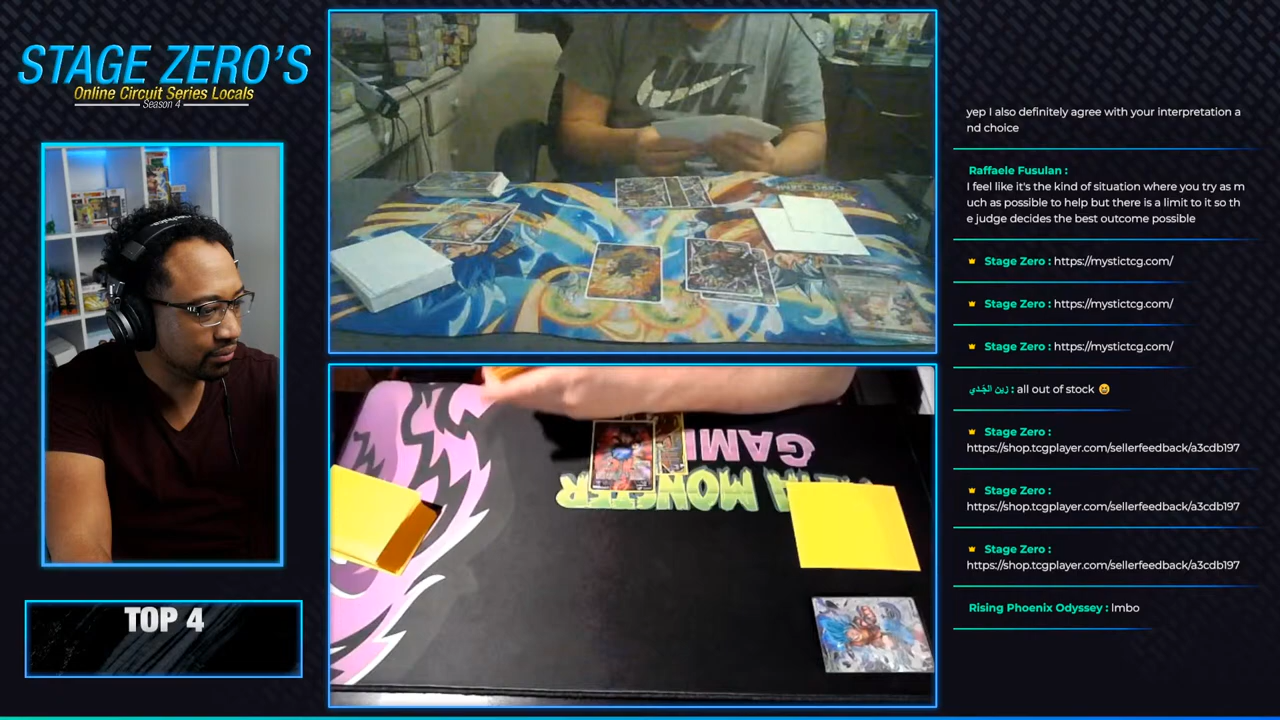 STAGE ZERO'S
Online Circuit Series Locals
Season 4
TOP 4
NIKE
GAMI
MONSTER
yep I also definitely agree with your interpretation a
nd choice
Raffaele Fusulan :
I feel like it's the kind of situation where you try as m
uch as possible to help but there is a limit to it so th
e judge decides the best outcome possible
Stage Zero : https://mystictcg.com/
Stage Zero : https://mystictcg.com/
Stage Zero : https://mystictcg.com/
زين الجّدي : all out of stock 😆
Stage Zero :
https://shop.tcgplayer.com/sellerfeedback/a3cdb197
Stage Zero :
https://shop.tcgplayer.com/sellerfeedback/a3cdb197
Stage Zero :
https://shop.tcgplayer.com/sellerfeedback/a3cdb197
Rising Phoenix Odyssey : lmbo